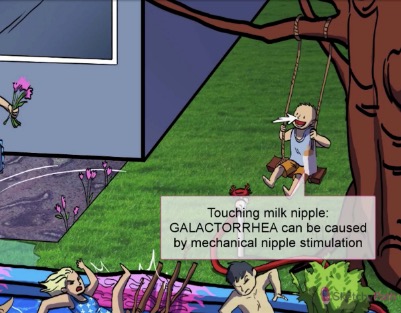 Touching milk nipple:
GALACTORRHEA can be caused
by mechanical nipple stimulation